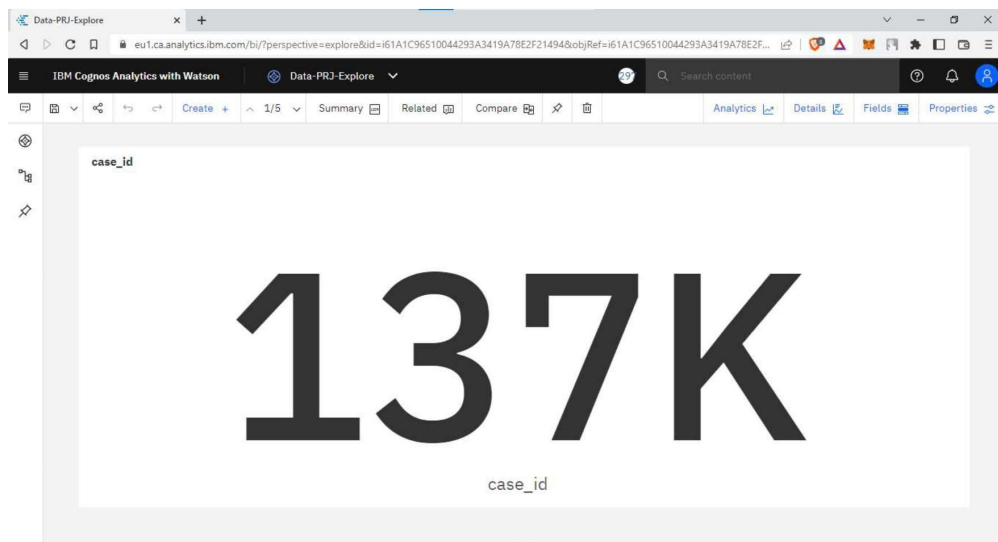 Data-PRJ-Explore
eu1.ca.analytics.ibm.com/bi/?perspective=explore&id=i61A1C96510044293A3419A78E2F21494&objRef=i61A1C96510044293A3419A78E2F...
IBM Cognos Analytics with Watson Data-PRJ-Explore Search content
Create + 1/5 Summary Related Compare Analytics Details Fields Properties
case_id
137K
case_id